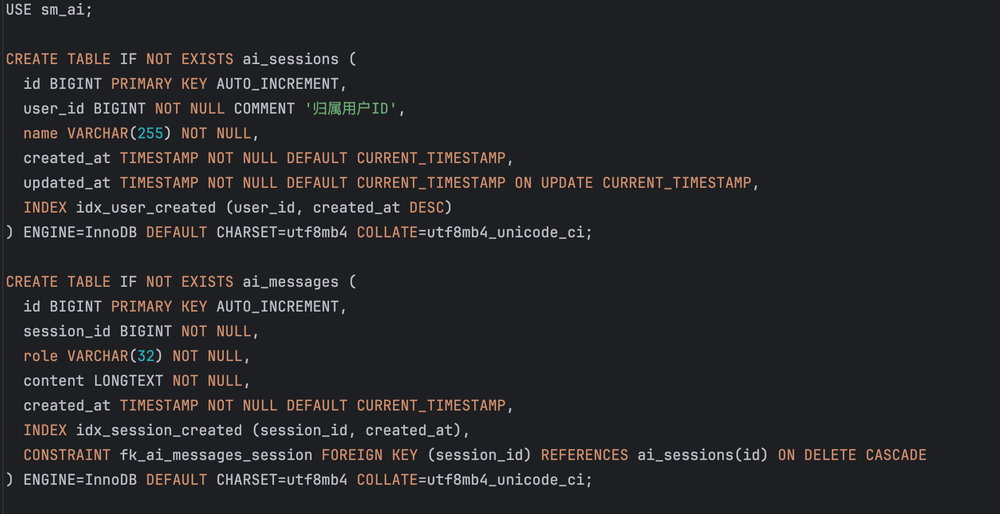 USE sm_ai;
CREATE TABLE IF NOT EXISTS ai_sessions (
  id BIGINT PRIMARY KEY AUTO_INCREMENT,
  user_id BIGINT NOT NULL COMMENT '归属用户ID',
  name VARCHAR(255) NOT NULL,
  created_at TIMESTAMP NOT NULL DEFAULT CURRENT_TIMESTAMP,
  updated_at TIMESTAMP NOT NULL DEFAULT CURRENT_TIMESTAMP ON UPDATE CURRENT_TIMESTAMP,
  INDEX idx_user_created (user_id, created_at DESC)
) ENGINE=InnoDB DEFAULT CHARSET=utf8mb4 COLLATE=utf8mb4_unicode_ci;
CREATE TABLE IF NOT EXISTS ai_messages (
  id BIGINT PRIMARY KEY AUTO_INCREMENT,
  session_id BIGINT NOT NULL,
  role VARCHAR(32) NOT NULL,
  content LONGTEXT NOT NULL,
  created_at TIMESTAMP NOT NULL DEFAULT CURRENT_TIMESTAMP,
  INDEX idx_session_created (session_id, created_at),
  CONSTRAINT fk_ai_messages_session FOREIGN KEY (session_id) REFERENCES ai_sessions(id) ON DELETE CASCADE
) ENGINE=InnoDB DEFAULT CHARSET=utf8mb4 COLLATE=utf8mb4_unicode_ci;